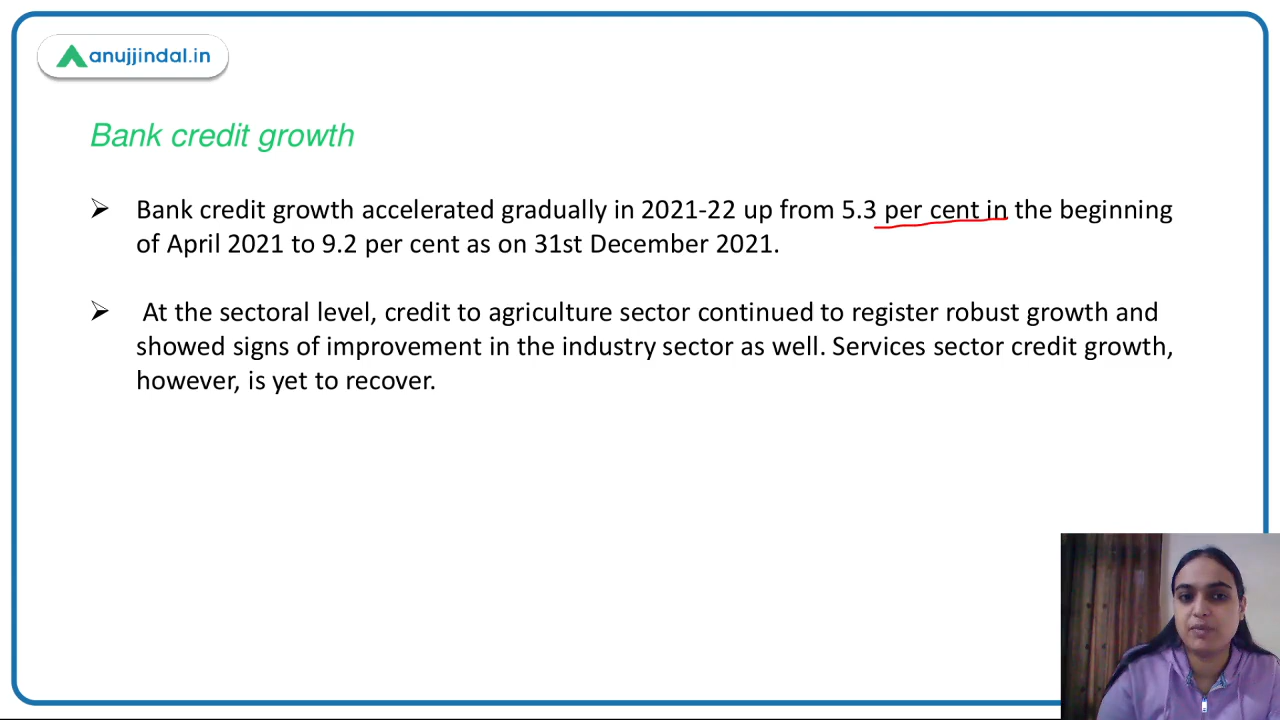 anujjindal.in
Bank credit growth
➢ Bank credit growth accelerated gradually in 2021-22 up from 5.3 per cent in the beginning
of April 2021 to 9.2 per cent as on 31st December 2021.
➢ At the sectoral level, credit to agriculture sector continued to register robust growth and
showed signs of improvement in the industry sector as well. Services sector credit growth,
however, is yet to recover.